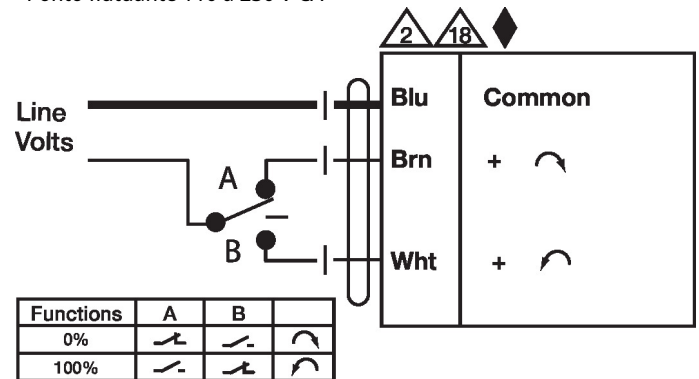 2 18
Blu Common
Line
Volts
Brn +
A
B
Wht +
Functions A B
0%
100%